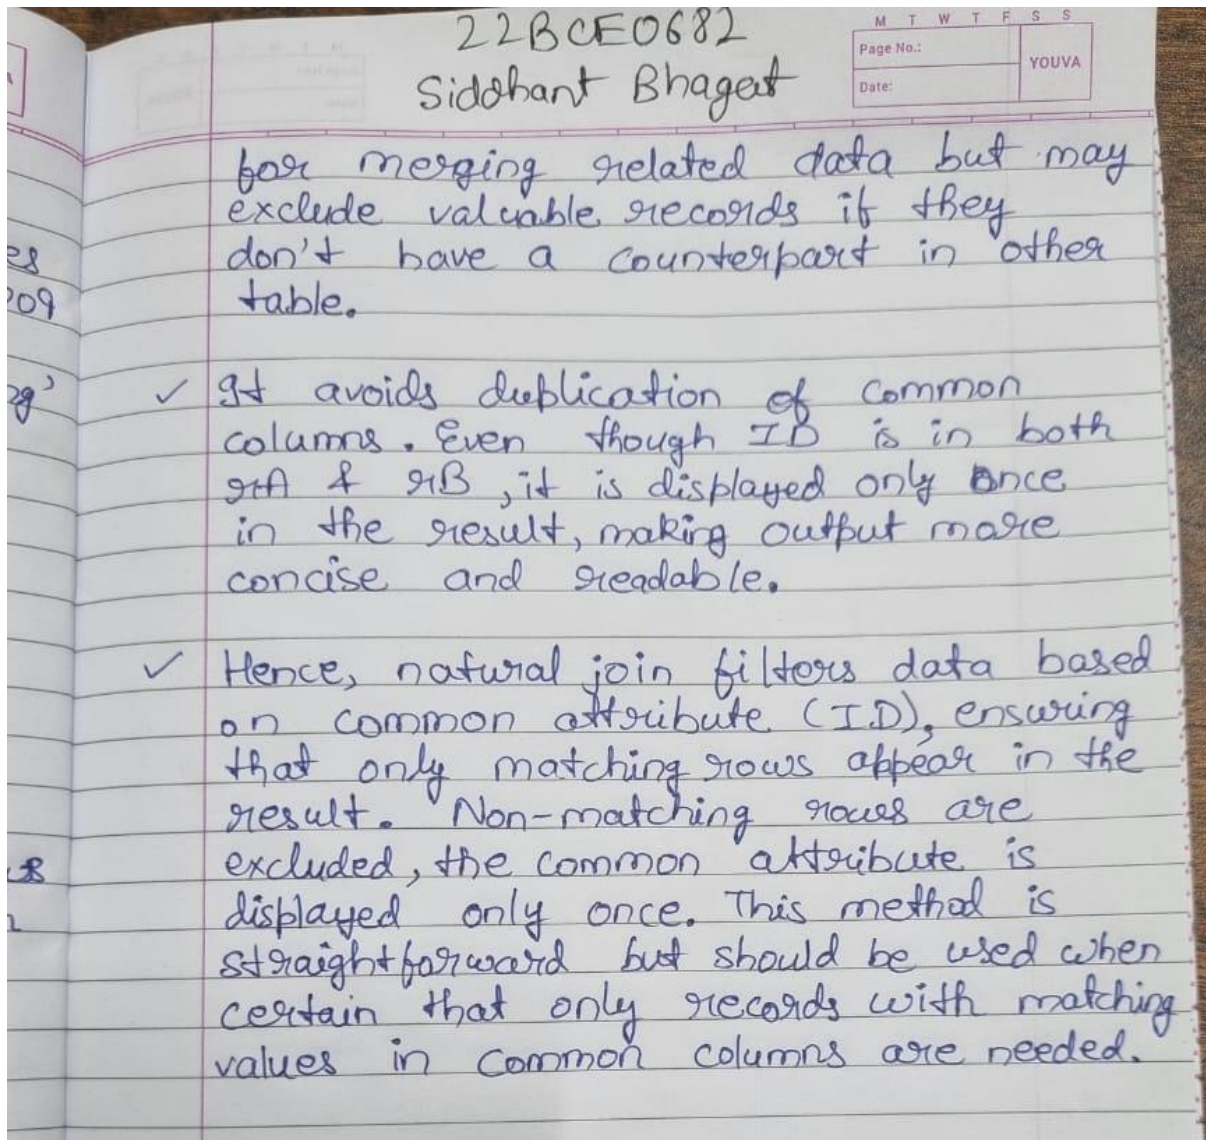 22BCE0682
Siddhant Bhagat
M T W T F S S
Page No.:
YOUVA
Date:
for merging related data but may
exclude valuable records if they
don't have a counterpart in other
table.
✓ It avoids duplication of common
columns. Even though ID is in both
rA & rB, it is displayed only once
in the result, making output more
concise and readable.
✓ Hence, natural join filters data based
on common attribute (ID), ensuring
that only matching rows appear in the
result. Non-matching rows are
excluded, the common attribute is
displayed only once. This method is
straightforward but should be used when
certain that only records with matching
values in common columns are needed.